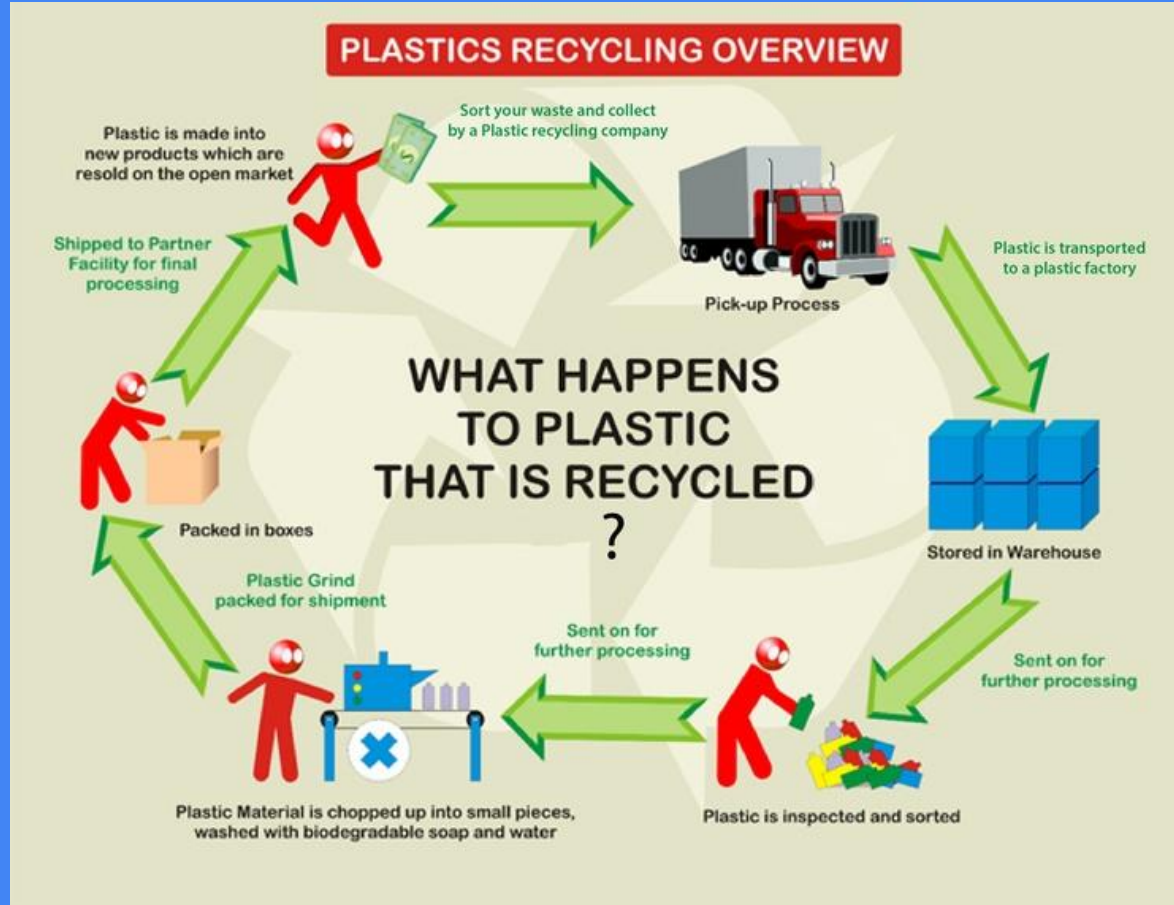 PLASTICS RECYCLING OVERVIEW
Sort your waste and collect
by a Plastic recycling company
Plastic is made into
new products which are
resold on the open market
Pick-up Process
Plastic is transported
to a plastic factory
Shipped to Partner
Facility for final
processing
WHAT HAPPENS
TO PLASTIC
THAT IS RECYCLED
?
Stored in Warehouse
Packed in boxes
Plastic Grind
packed for shipment
Sent on for
further processing
Sent on for
further processing
Plastic Material is chopped up into small pieces,
washed with biodegradable soap and water
Plastic is inspected and sorted